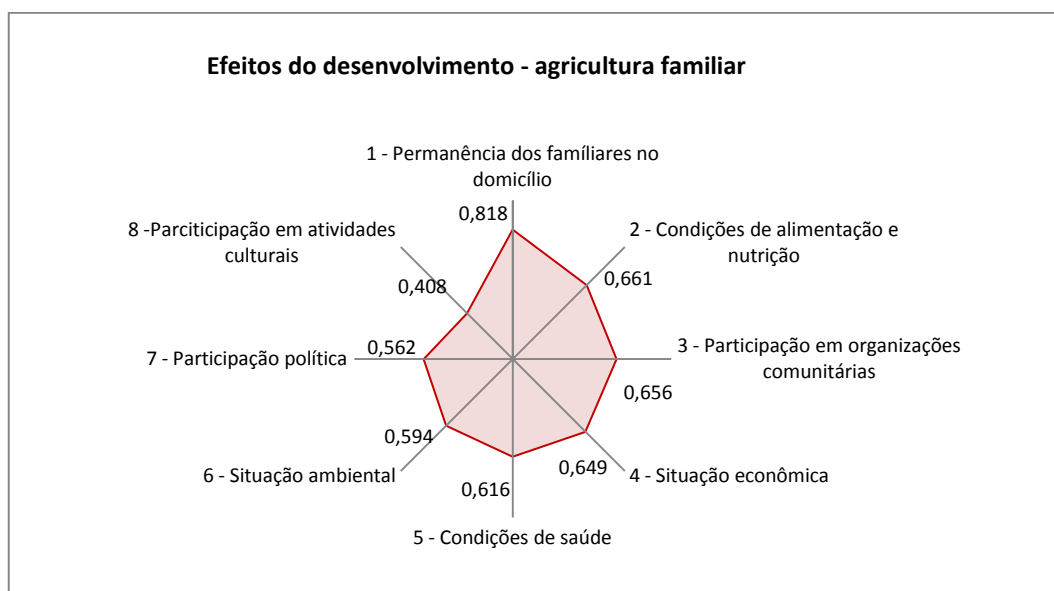 Efeitos do desenvolvimento - agricultura familiar
1 - Permanência dos famíliares no
domicílio
0,818
2 - Condições de alimentação e
nutrição
0,661
3 - Participação em organizações
comunitárias
0,656
4 - Situação econômica
0,649
5 - Condições de saúde
0,616
6 - Situação ambiental
0,594
7 - Participação política
0,562
8 -Parciticipação em atividades
culturais
0,408